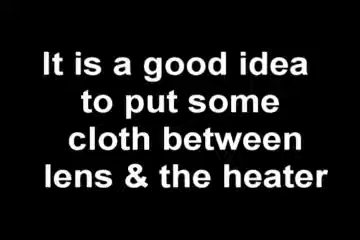 It is a good idea
to put some
cloth between
lens & the heater